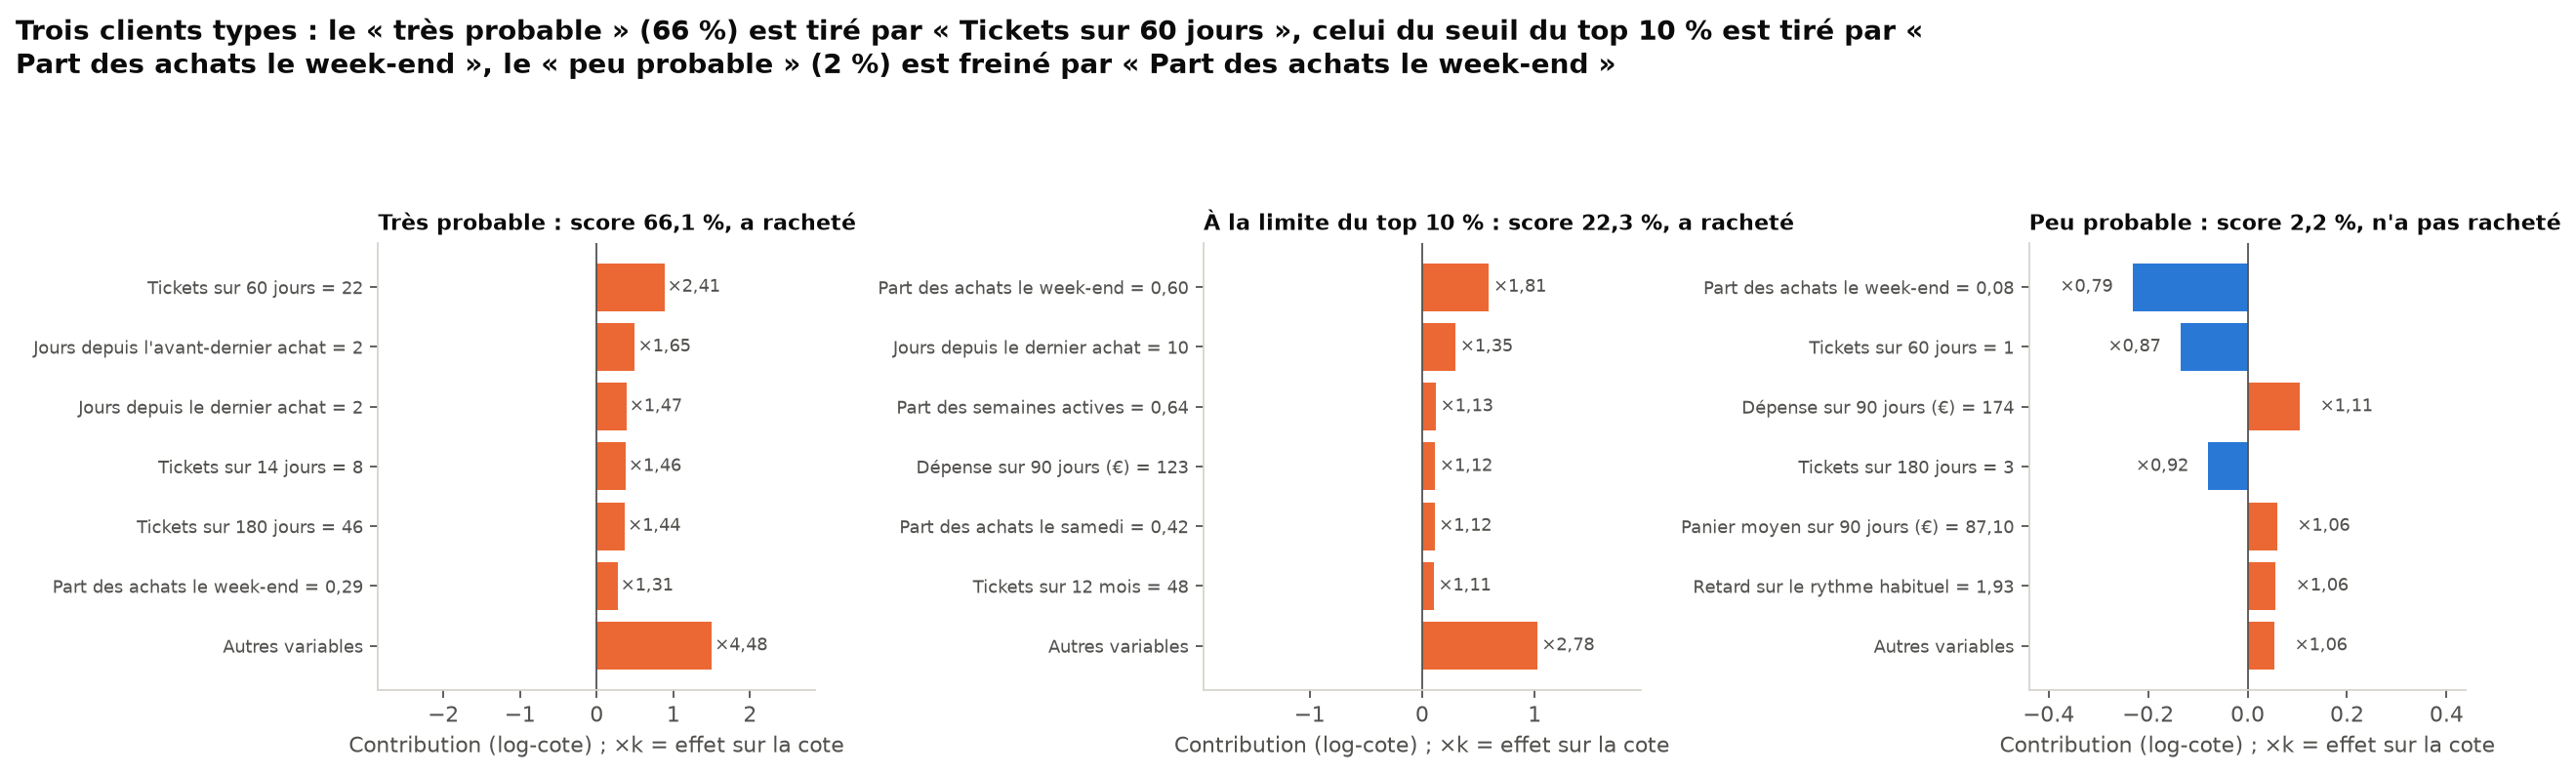 Trois clients types : le « très probable » (66 %) est tiré par « Tickets sur 60 jours », celui du seuil du top 10 % est tiré par «
Part des achats le week-end », le « peu probable » (2 %) est freiné par « Part des achats le week-end »
Très probable : score 66,1 %, a racheté
Tickets sur 60 jours = 22
×2,41
Jours depuis l'avant-dernier achat = 2
×1,65
Jours depuis le dernier achat = 2
×1,47
Tickets sur 14 jours = 8
×1,46
Tickets sur 180 jours = 46
×1,44
Part des achats le week-end = 0,29
×1,31
Autres variables
×4,48
−2 −1 0 1 2
Contribution (log-cote) ; ×k = effet sur la cote
À la limite du top 10 % : score 22,3 %, a racheté
Part des achats le week-end = 0,60
×1,81
Jours depuis le dernier achat = 10
×1,35
Part des semaines actives = 0,64
×1,13
Dépense sur 90 jours (€) = 123
×1,12
Part des achats le samedi = 0,42
×1,12
Tickets sur 12 mois = 48
×1,11
Autres variables
×2,78
−1 0 1
Contribution (log-cote) ; ×k = effet sur la cote
Peu probable : score 2,2 %, n'a pas racheté
Part des achats le week-end = 0,08
×0,79
Tickets sur 60 jours = 1
×0,87
Dépense sur 90 jours (€) = 174
×1,11
Tickets sur 180 jours = 3
×0,92
Panier moyen sur 90 jours (€) = 87,10
×1,06
Retard sur le rythme habituel = 1,93
×1,06
Autres variables
×1,06
−0.4 −0.2 0.0 0.2 0.4
Contribution (log-cote) ; ×k = effet sur la cote